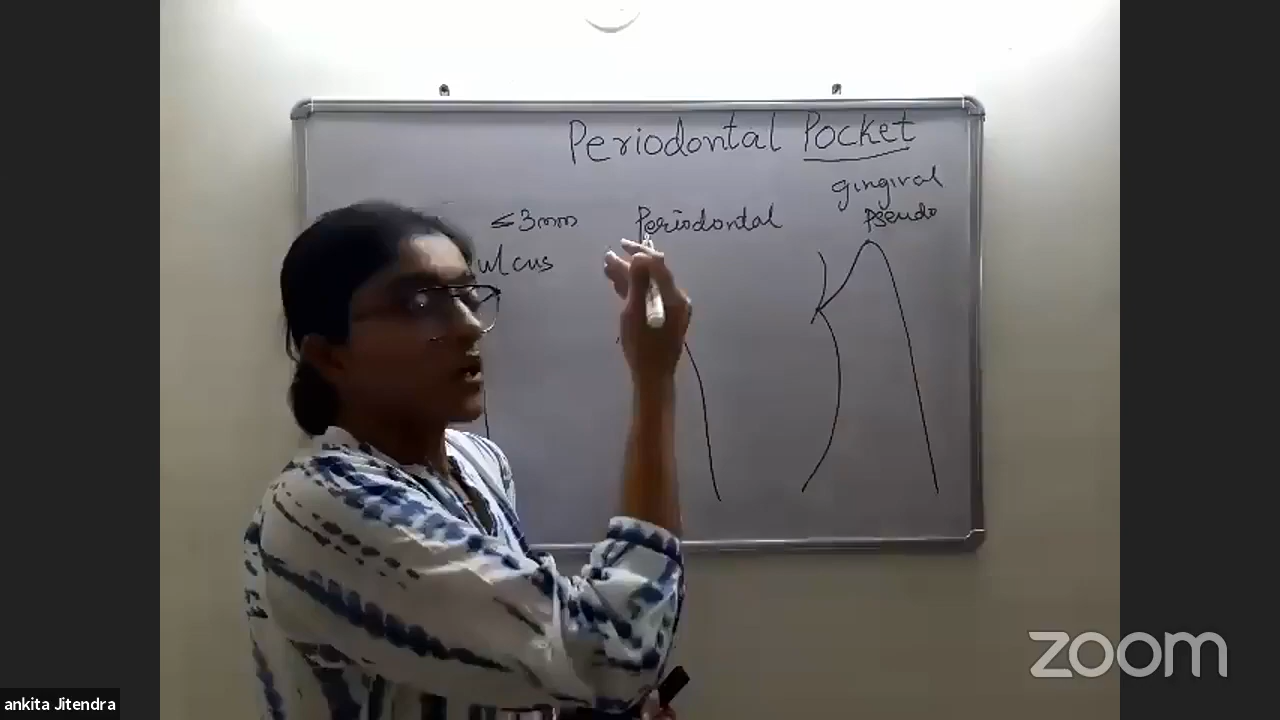 Periodontal Pocket
gingival
≤3mm Periodontal Pseudo
ulcus
zoom
ankita Jitendra